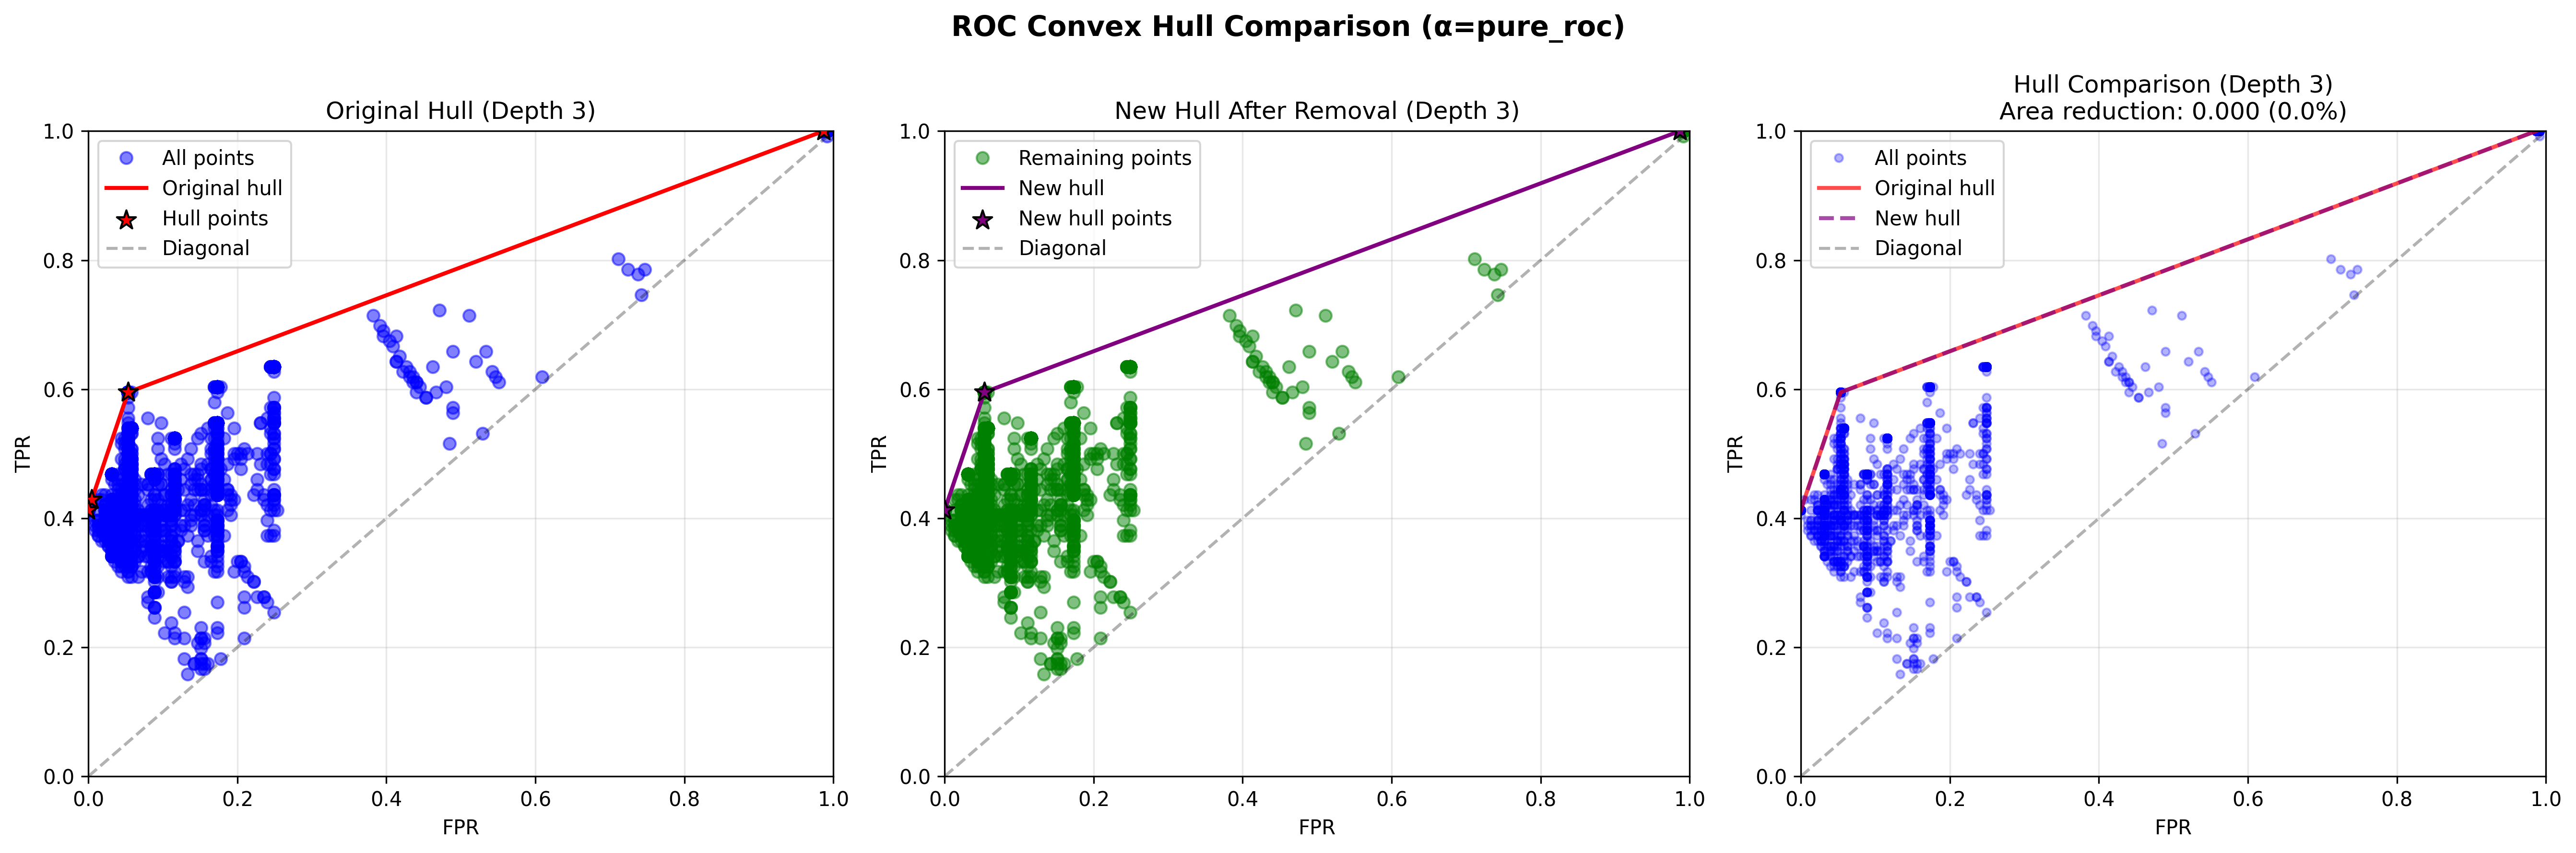 ROC Convex Hull Comparison (α=pure_roc)
Original Hull (Depth 3)
All points
Original hull
Hull points
Diagonal
1.0
0.8
0.6
0.4
0.2
0.0
TPR
0.0 0.2 0.4 0.6 0.8 1.0
FPR
New Hull After Removal (Depth 3)
Remaining points
New hull
New hull points
Diagonal
1.0
0.8
0.6
0.4
0.2
0.0
TPR
0.0 0.2 0.4 0.6 0.8 1.0
FPR
Hull Comparison (Depth 3)
Area reduction: 0.000 (0.0%)
All points
Original hull
New hull
Diagonal
1.0
0.8
0.6
0.4
0.2
0.0
TPR
0.0 0.2 0.4 0.6 0.8 1.0
FPR